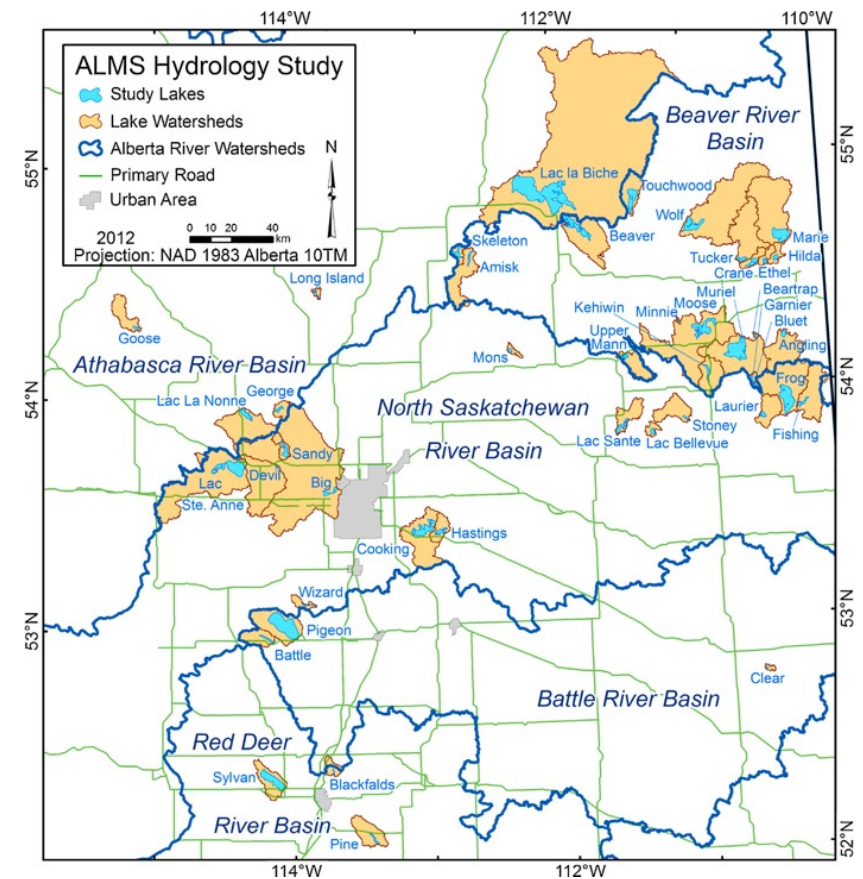 114°W
112°W
110°W
ALMS Hydrology Study
Study Lakes
Lake Watersheds
Alberta River Watersheds
Primary Road
Urban Area
N
2012
0 10 20 40
km
Projection: NAD 1983 Alberta 10TM
Beaver River
Basin
55°N
55°N
Lac la Biche
Touchwood
Wolf
Beaver
Marie
Skeleton
Amisk
Tucker
Hilda
Crane
Ethel
Long Island
Beartrap
Muriel
Garnier
Kehiwin
Minnie
Moose
Bluet
Goose
Upper
Mann
Angling
Mons
Athabasca River Basin
54°N
54°N
Frog
Lac La Nonne
George
North Saskatchewan
River Basin
Laurier
Stoney
Fishing
Lac Sante
Lac Bellevue
Sandy
Lac
Ste. Anne
Devil
Big
Hastings
Cooking
Wizard
53°N
53°N
Pigeon
Battle
Clear
Battle River Basin
Red Deer
River Basin
Sylvan
Blackfalds
Pine
52°N
114°W
112°W